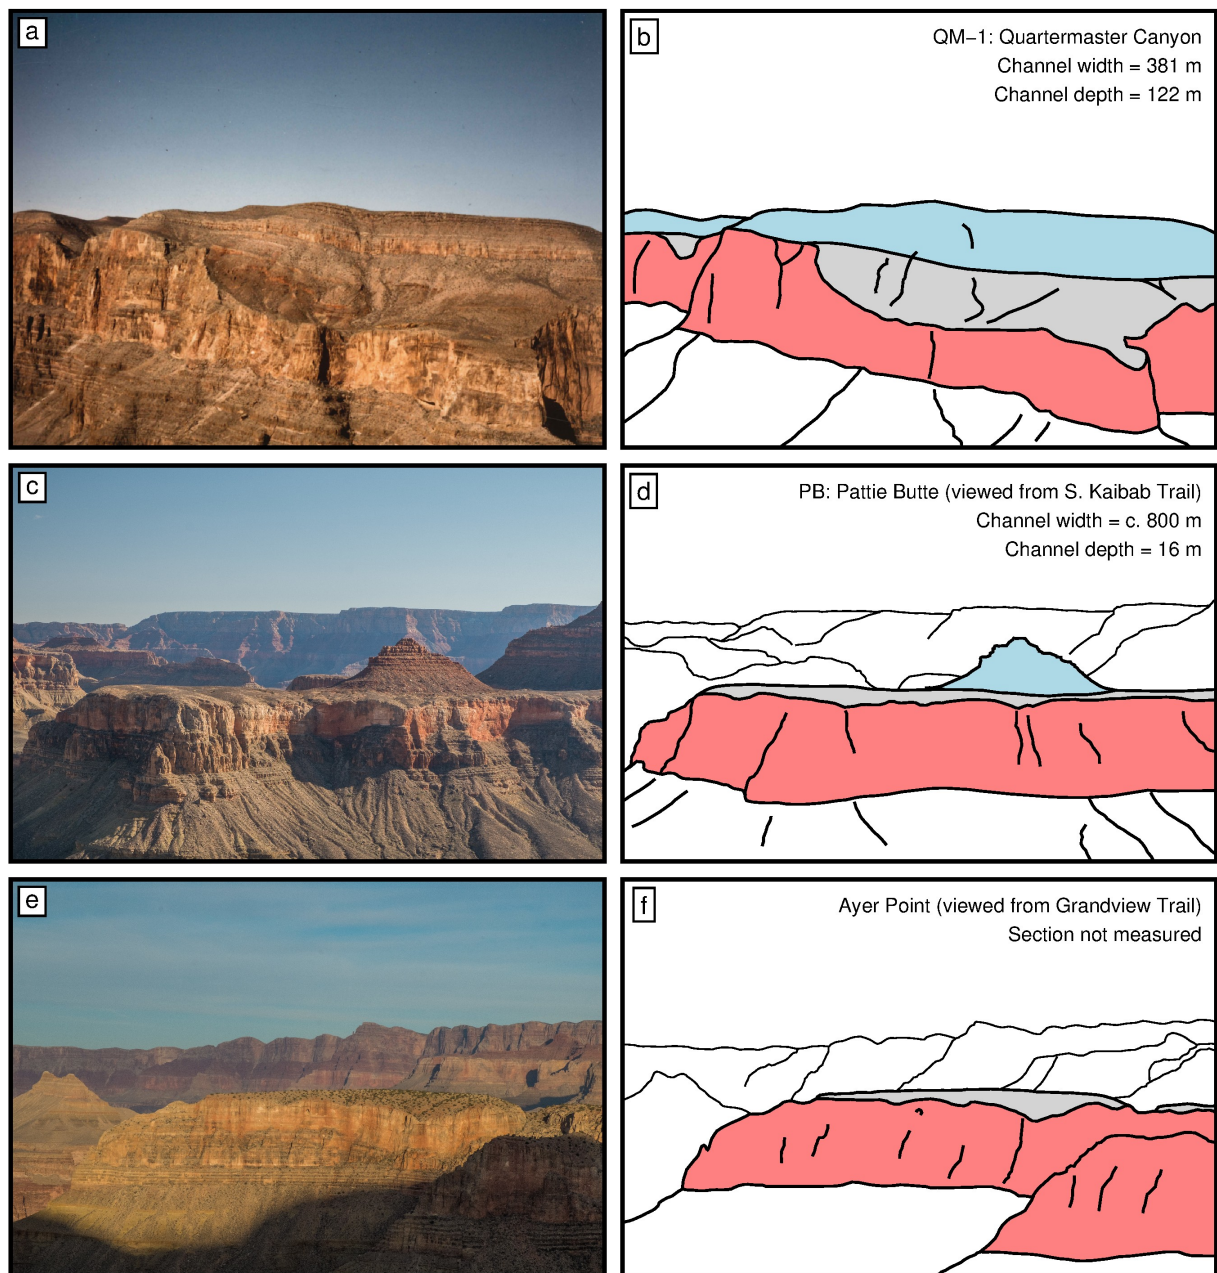 a
b
QM−1: Quartermaster Canyon
Channel width = 381 m
Channel depth = 122 m
c
d
PB: Pattie Butte (viewed from S. Kaibab Trail)
Channel width = c. 800 m
Channel depth = 16 m
e
f
Ayer Point (viewed from Grandview Trail)
Section not measured